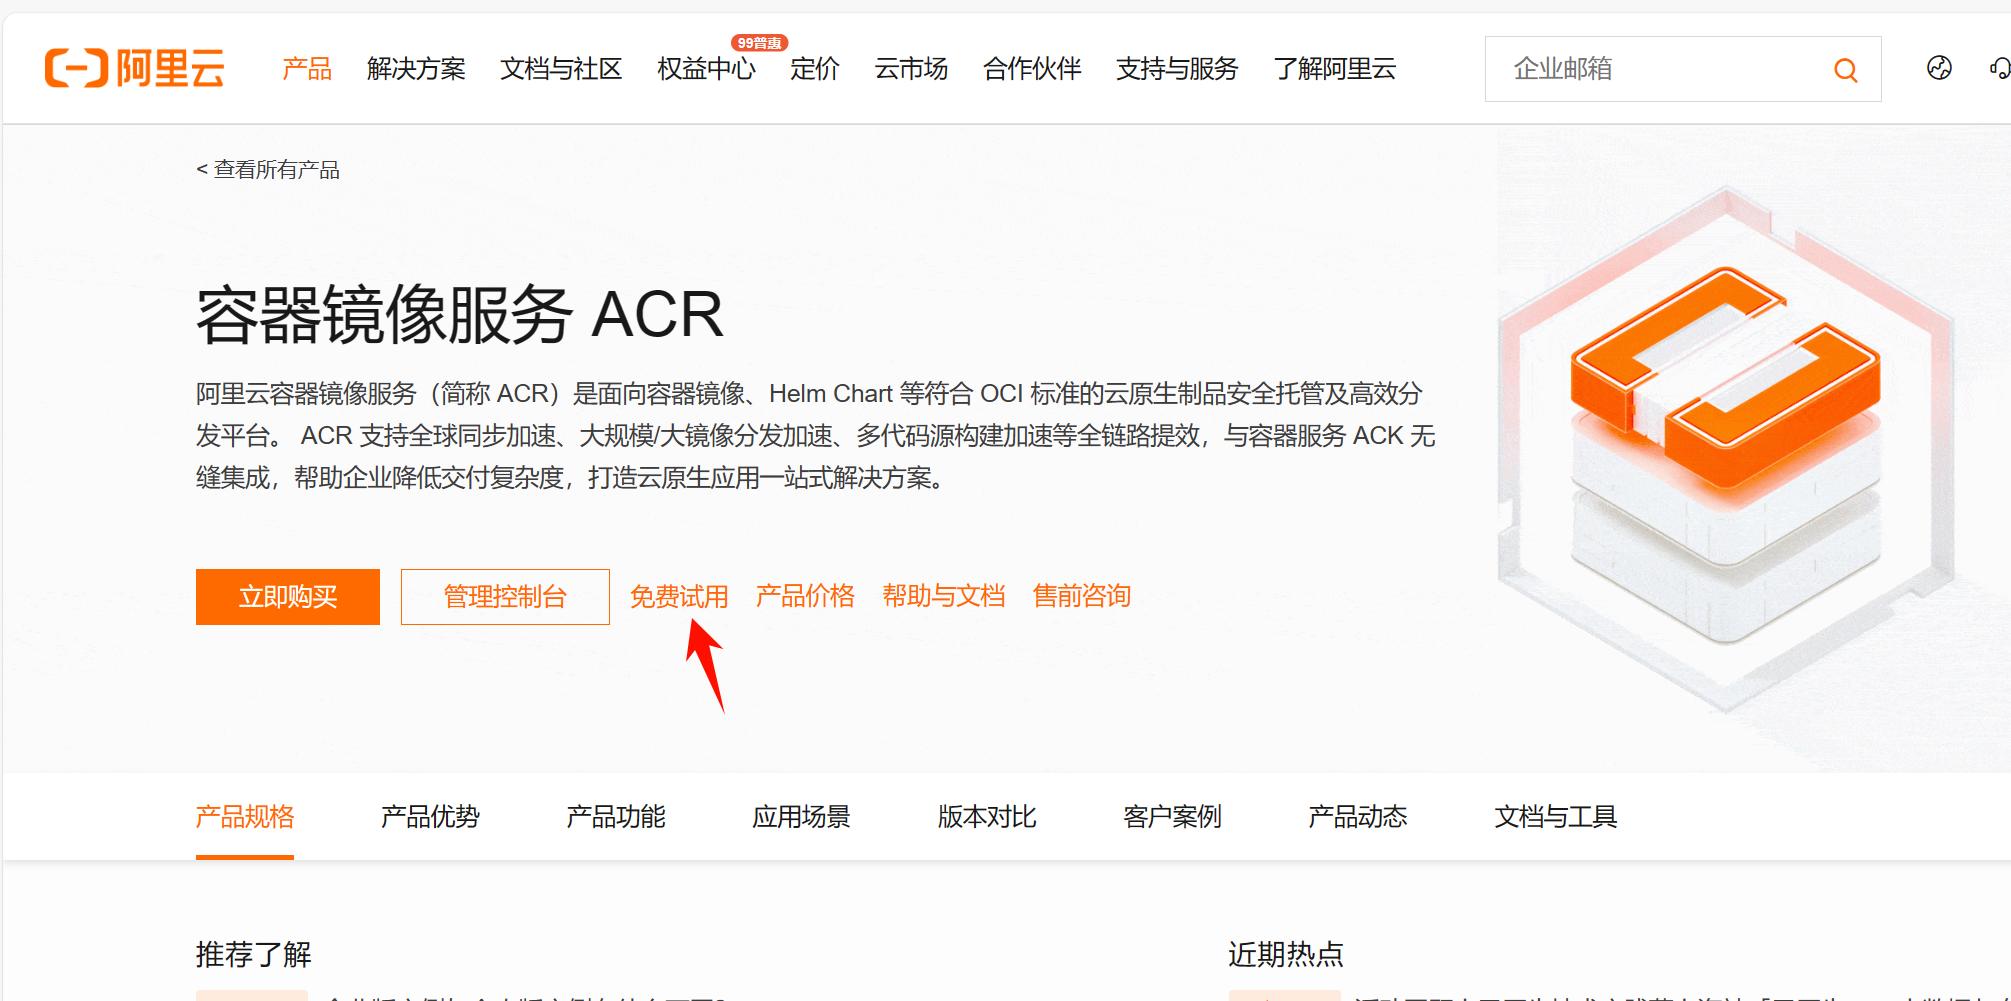 阿里云
产品 解决方案 文档与社区 权益中心 99普惠 定价 云市场 合作伙伴 支持与服务 了解阿里云 企业邮箱
< 查看所有产品
容器镜像服务 ACR
阿里云容器镜像服务（简称 ACR）是面向容器镜像、Helm Chart 等符合 OCI 标准的云原生制品安全托管及高效分
发平台。 ACR 支持全球同步加速、大规模/大镜像分发加速、多代码源构建加速等全链路提效，与容器服务 ACK 无
缝集成，帮助企业降低交付复杂度，打造云原生应用一站式解决方案。
立即购买 管理控制台 免费试用 产品价格 帮助与文档 售前咨询
产品规格 产品优势 产品功能 应用场景 版本对比 客户案例 产品动态 文档与工具
推荐了解 近期热点